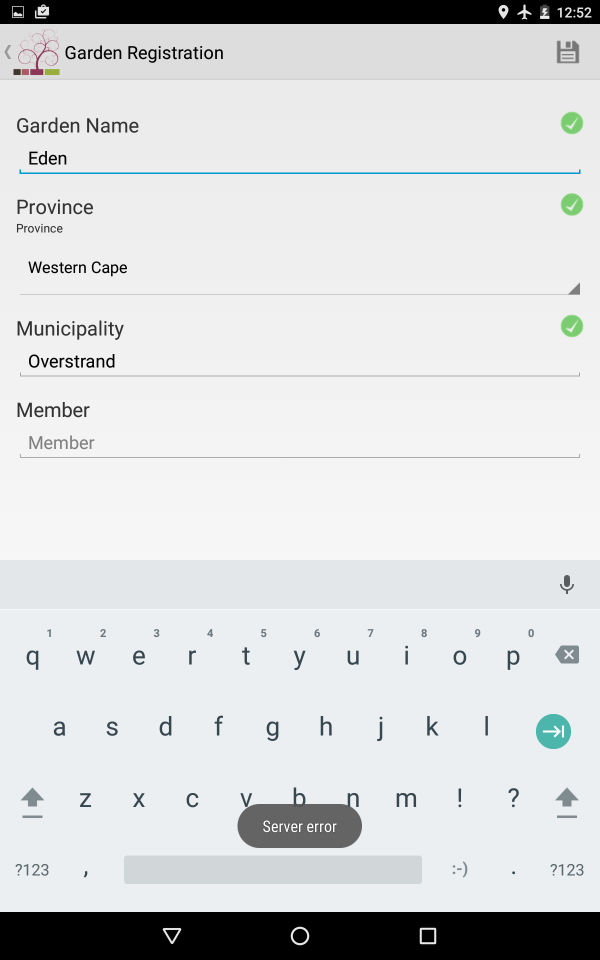 12:52
Garden Registration
Garden Name
Eden
Province
Province
Western Cape
Municipality
Overstrand
Member
Member
1 2 3 4 5 6 7 8 9 0
q w e r t y u i o p
a s d f g h j k l
z x c v b n m ! ?
Server error
?123 , :-) . ?123